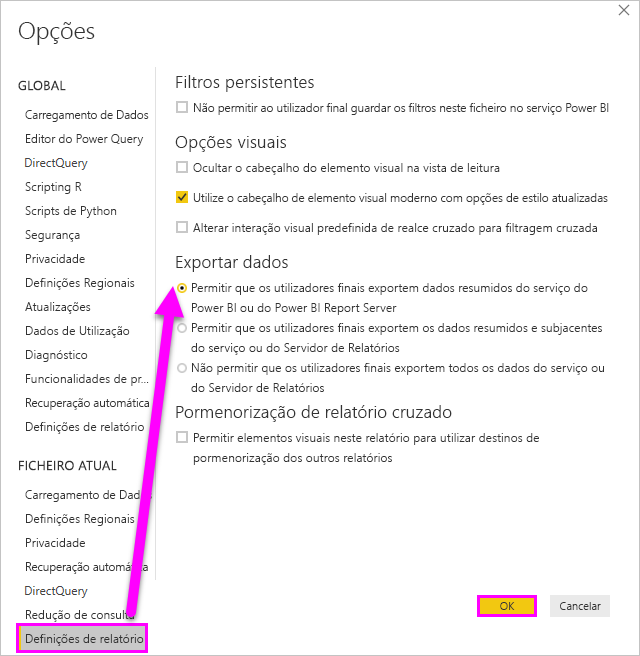 Opções
GLOBAL
Carregamento de Dados
Editor do Power Query
DirectQuery
Scripting R
Scripts de Python
Segurança
Privacidade
Definições Regionais
Atualizações
Dados de Utilização
Diagnóstico
Funcionalidades de pr...
Recuperação automática
Definições de relatório
FICHEIRO ATUAL
Carregamento de Dados
Definições Regionais
Privacidade
Recuperação automática
DirectQuery
Redução de consulta
Definições de relatório
Filtros persistentes
Não permitir ao utilizador final guardar os filtros neste ficheiro no serviço Power BI
Opções visuais
Ocultar o cabeçalho do elemento visual na vista de leitura
Utilize o cabeçalho de elemento visual moderno com opções de estilo atualizadas
Alterar interação visual predefinida de realce cruzado para filtragem cruzada
Exportar dados
Permitir que os utilizadores finais exportem dados resumidos do serviço do
Power BI ou do Power BI Report Server
Permitir que os utilizadores finais exportem os dados resumidos e subjacentes
do serviço ou do Servidor de Relatórios
Não permitir que os utilizadores finais exportem todos os dados do serviço ou
do Servidor de Relatórios
Pormenorização de relatório cruzado
Permitir elementos visuais neste relatório para utilizar destinos de
pormenorização dos outros relatórios
OK
Cancelar